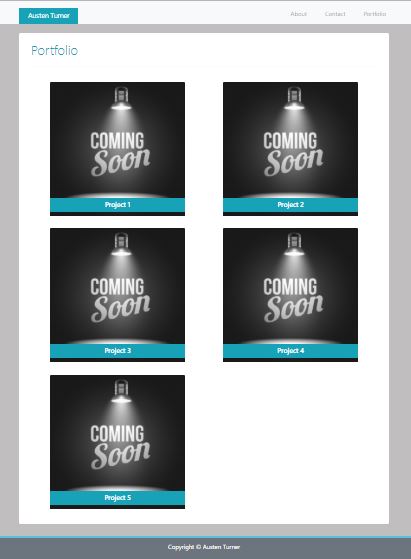 Austen Turner
About Contact Portfolio
Portfolio
COMING
Soon
COMING
Soon
Project 1
Project 2
COMING
Soon
COMING
Soon
Project 3
Project 4
COMING
Soon
Project 5
Copyright © Austen Turner